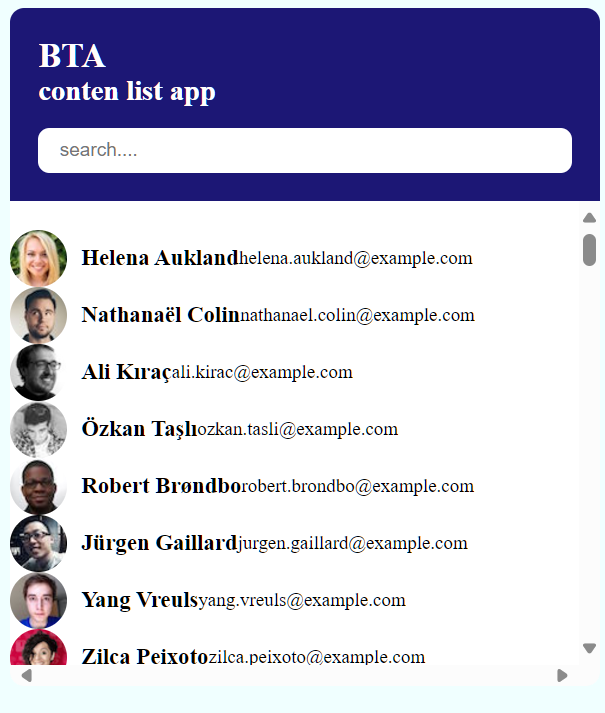 BTA
conten list app
search....
Helena Auklandhelena.aukland@example.com
Nathanaël Colinnathanael.colin@example.com
Ali Kıraçali.kirac@example.com
Özkan Taşlıozkan.tasli@example.com
Robert Brøndborobert.brondbo@example.com
Jürgen Gaillardjurgen.gaillard@example.com
Yang Vreulsyang.vreuls@example.com
Zilca Peixotozilca.peixoto@example.com